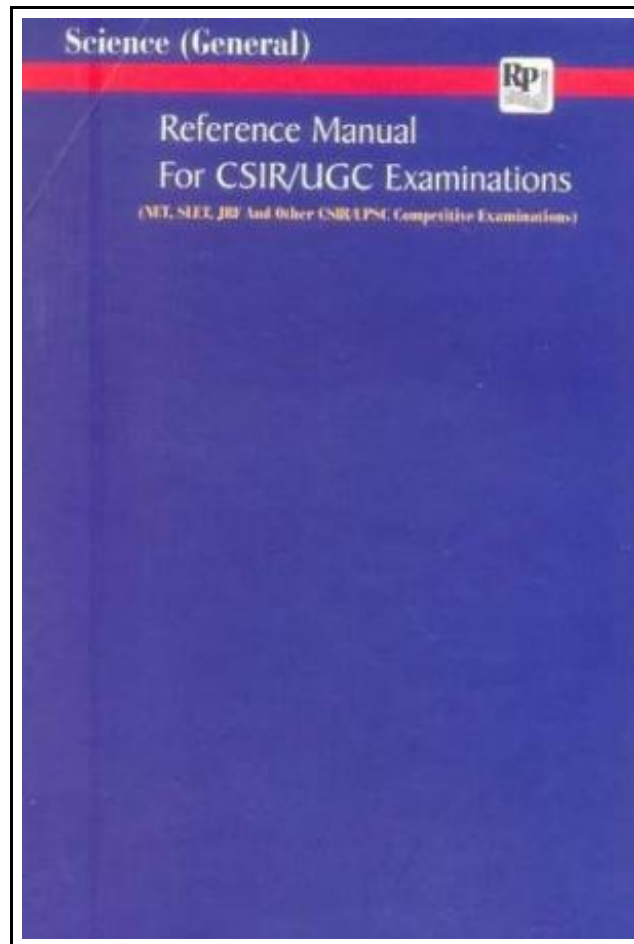 Science (General)
RP
Reference Manual
For CSIR/UGC Examinations
(NET, SLET, JRF And Other CSIR/UPSC Competitive Examinations)